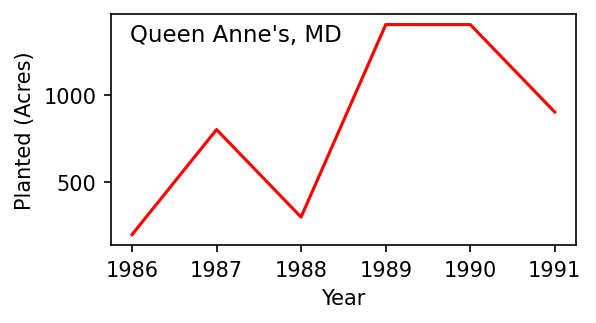 Queen Anne's, MD
Planted (Acres)
1000
500
1986 1987 1988 1989 1990 1991
Year